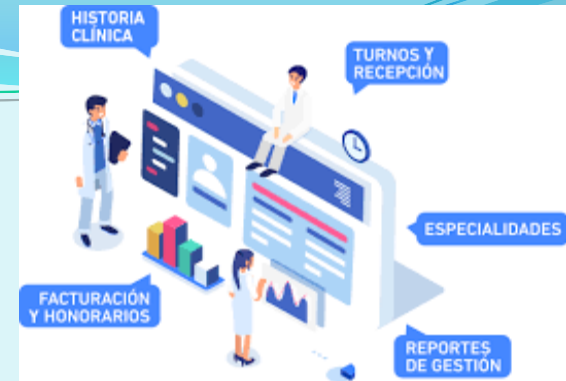 HISTORIA
CLÍNICA
TURNOS Y
RECEPCIÓN
ESPECIALIDADES
FACTURACIÓN
Y HONORARIOS
REPORTES
DE GESTIÓN